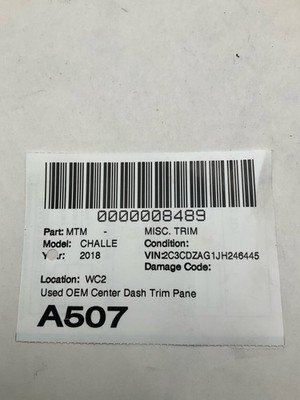 0000008489
Part: MTM - MISC. TRIM
Model: CHALLE Condition:
Year: 2018 VIN:2C3CDZAG1JH246445
Damage Code:
Location: WC2
Used OEM Center Dash Trim Pane
A507